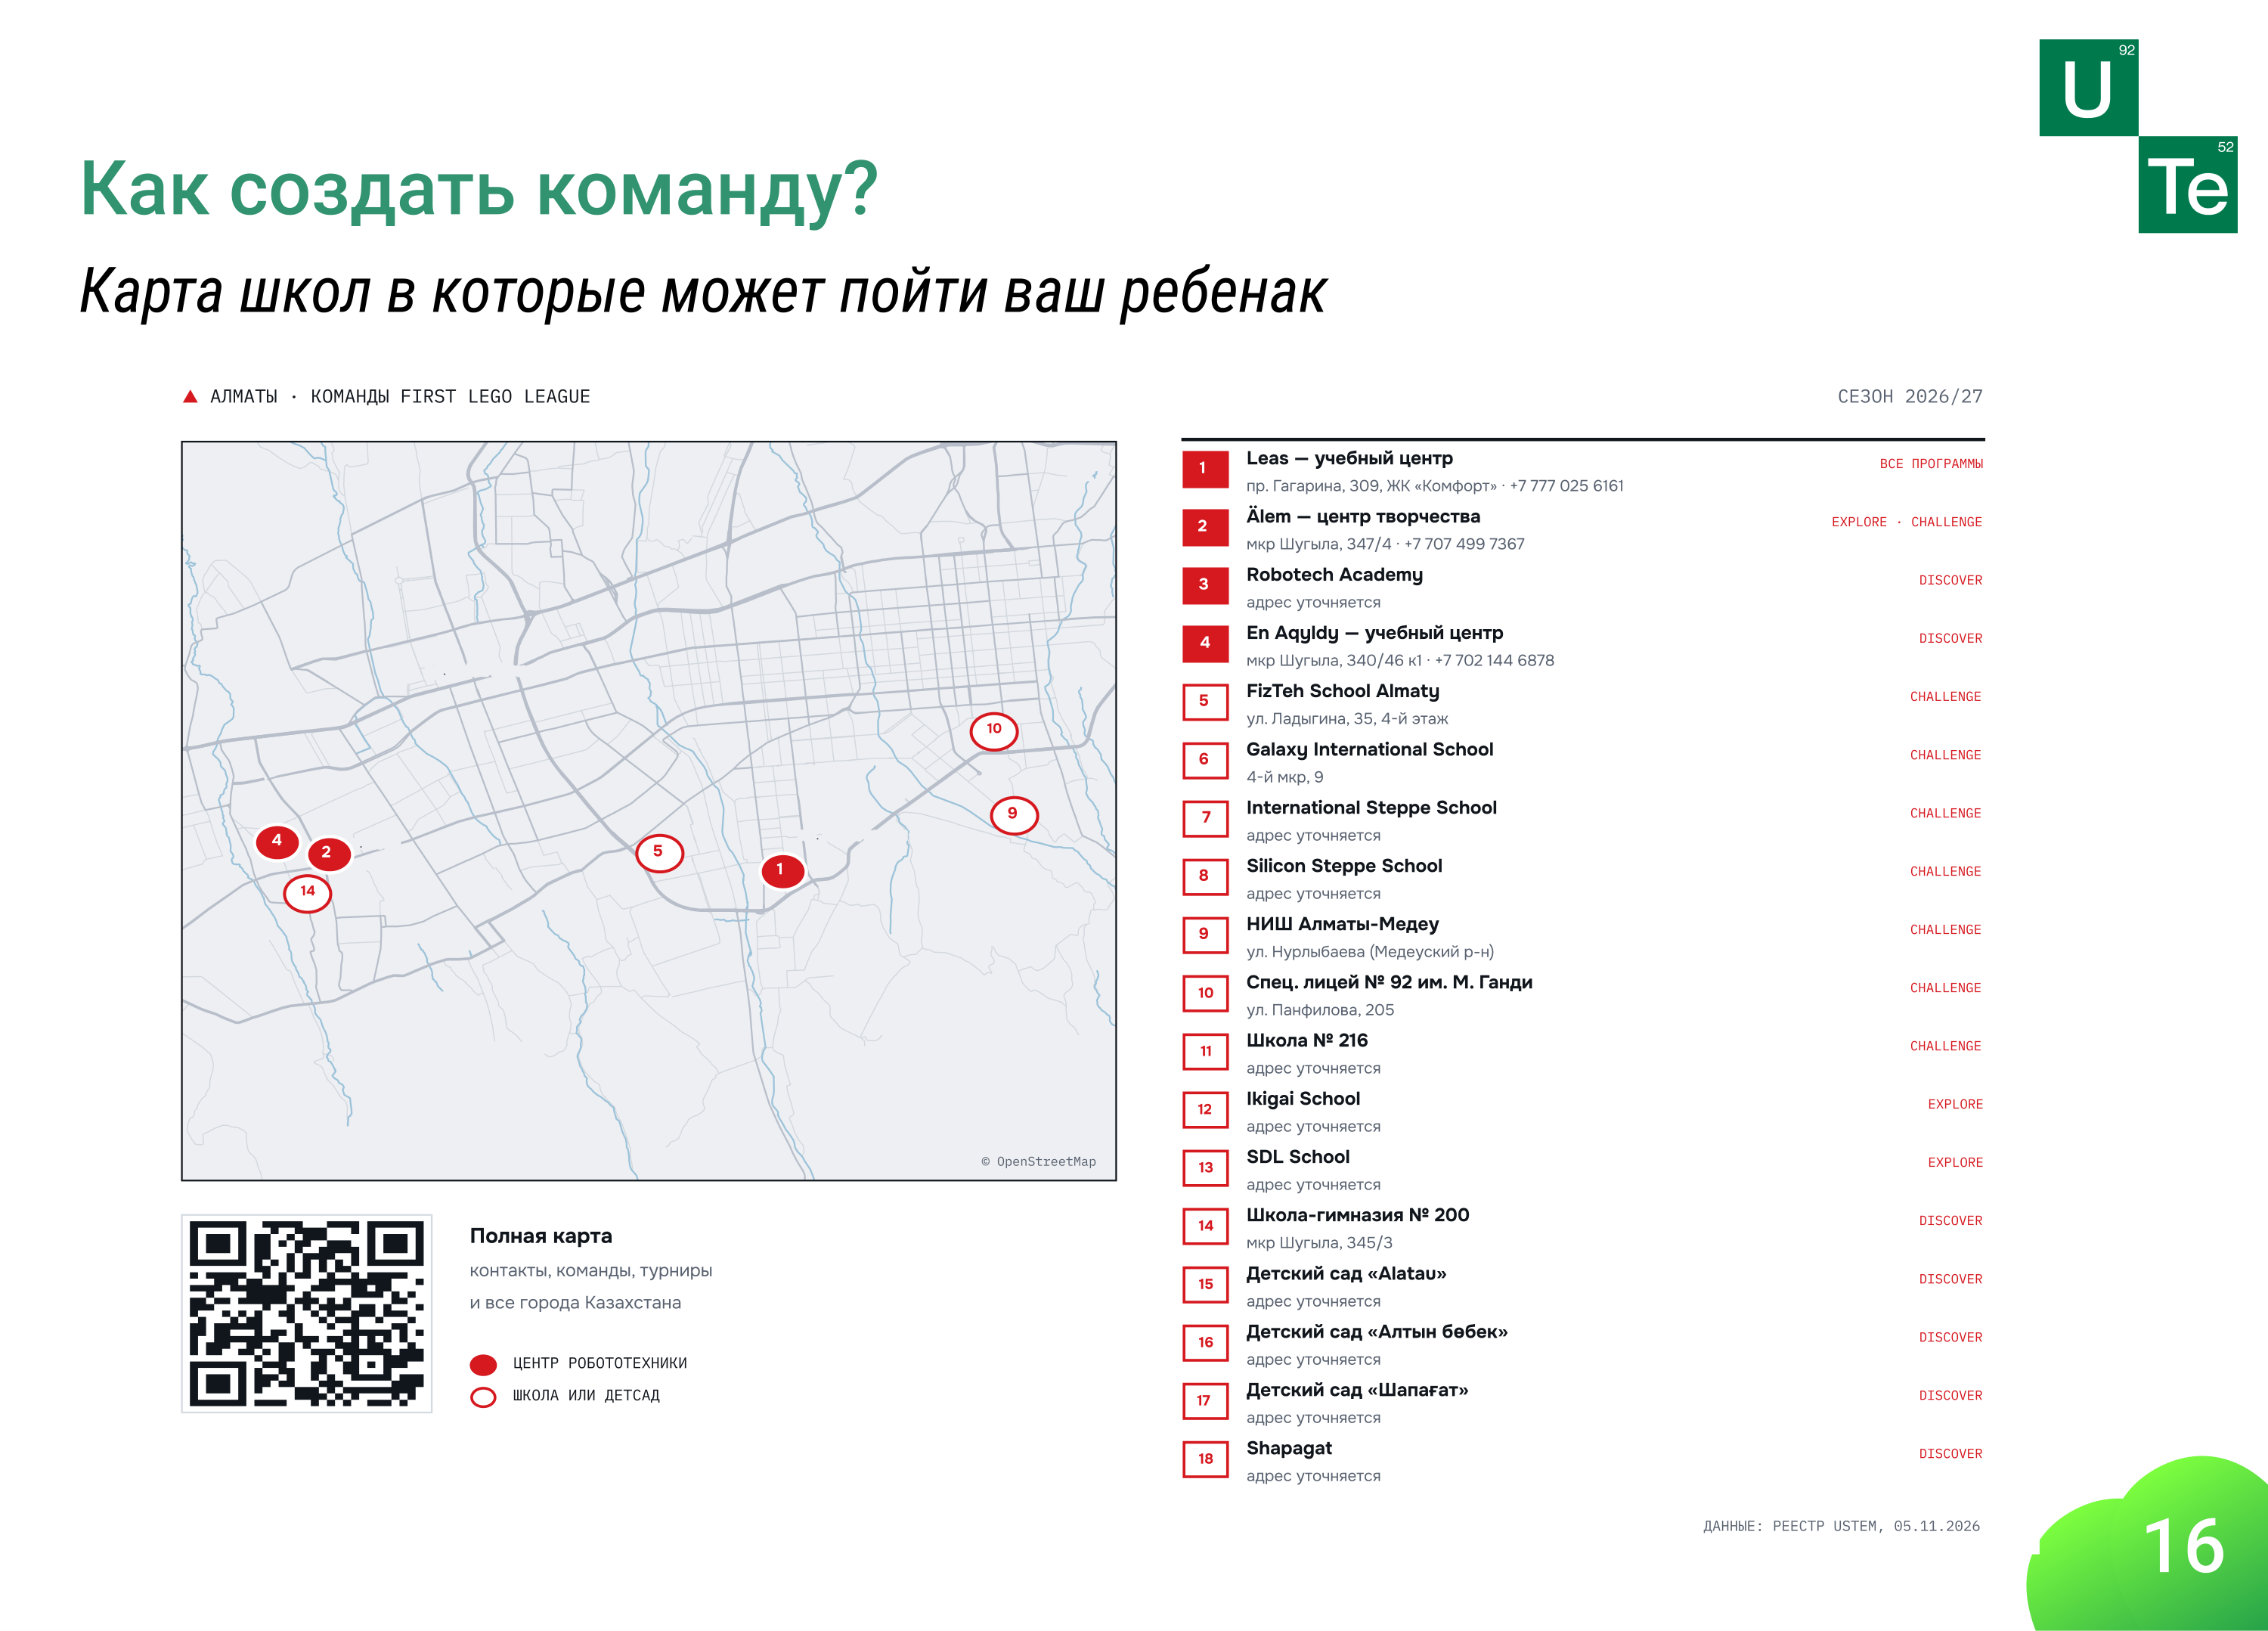 92
U
52
Te
Как создать команду?
Карта школ в которые может пойти ваш ребенак
АЛМАТЫ · КОМАНДЫ FIRST LEGO LEAGUE
СЕЗОН 2026/27
10
9
4
2
5
1
14
© OpenStreetMap
Полная карта
контакты, команды, турниры
и все города Казахстана
ЦЕНТР РОБОТОТЕХНИКИ
ШКОЛА ИЛИ ДЕТСАД
1 Leas — учебный центр ВСЕ ПРОГРАММЫ
пр. Гагарина, 309, ЖК «Комфорт» · +7 777 025 6161
2 Älem — центр творчества EXPLORE · CHALLENGE
мкр Шугыла, 347/4 · +7 707 499 7367
3 Robotech Academy DISCOVER
адрес уточняется
4 En Aqyldy — учебный центр DISCOVER
мкр Шугыла, 340/46 к1 · +7 702 144 6878
5 FizTeh School Almaty CHALLENGE
ул. Ладыгина, 35, 4-й этаж
6 Galaxy International School CHALLENGE
4-й мкр, 9
7 International Steppe School CHALLENGE
адрес уточняется
8 Silicon Steppe School CHALLENGE
адрес уточняется
9 НИШ Алматы-Медеу CHALLENGE
ул. Нурлыбаева (Медеуский р-н)
10 Спец. лицей № 92 им. М. Ганди CHALLENGE
ул. Панфилова, 205
11 Школа № 216 CHALLENGE
адрес уточняется
12 Ikigai School EXPLORE
адрес уточняется
13 SDL School EXPLORE
адрес уточняется
14 Школа-гимназия № 200 DISCOVER
мкр Шугыла, 345/3
15 Детский сад «Alatau» DISCOVER
адрес уточняется
16 Детский сад «Алтын бөбек» DISCOVER
адрес уточняется
17 Детский сад «Шапағат» DISCOVER
адрес уточняется
18 Shapagat DISCOVER
адрес уточняется
ДАННЫЕ: РЕЕСТР USTEM, 05.11.2026
16